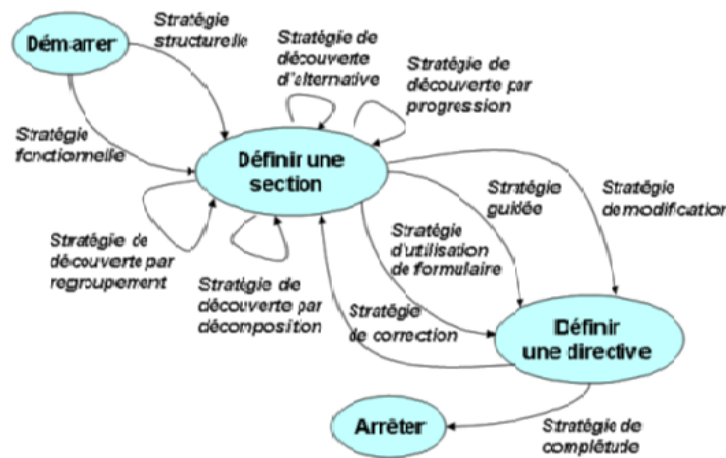 Démarrer
Stratégie
structurelle
Stratégie de
découverte
d'alternative
Stratégie de
découverte par
progression
Stratégie
fonctionnelle
Définir une
section
Stratégie
guidée
Stratégie
de modification
Stratégie de
découverte par
regroupement
Stratégie
d'utilisation
de formulaire
Stratégie de
découverte par
décomposition
Stratégie
de correction
Définir
une directive
Arrêter
Stratégie de
complétude